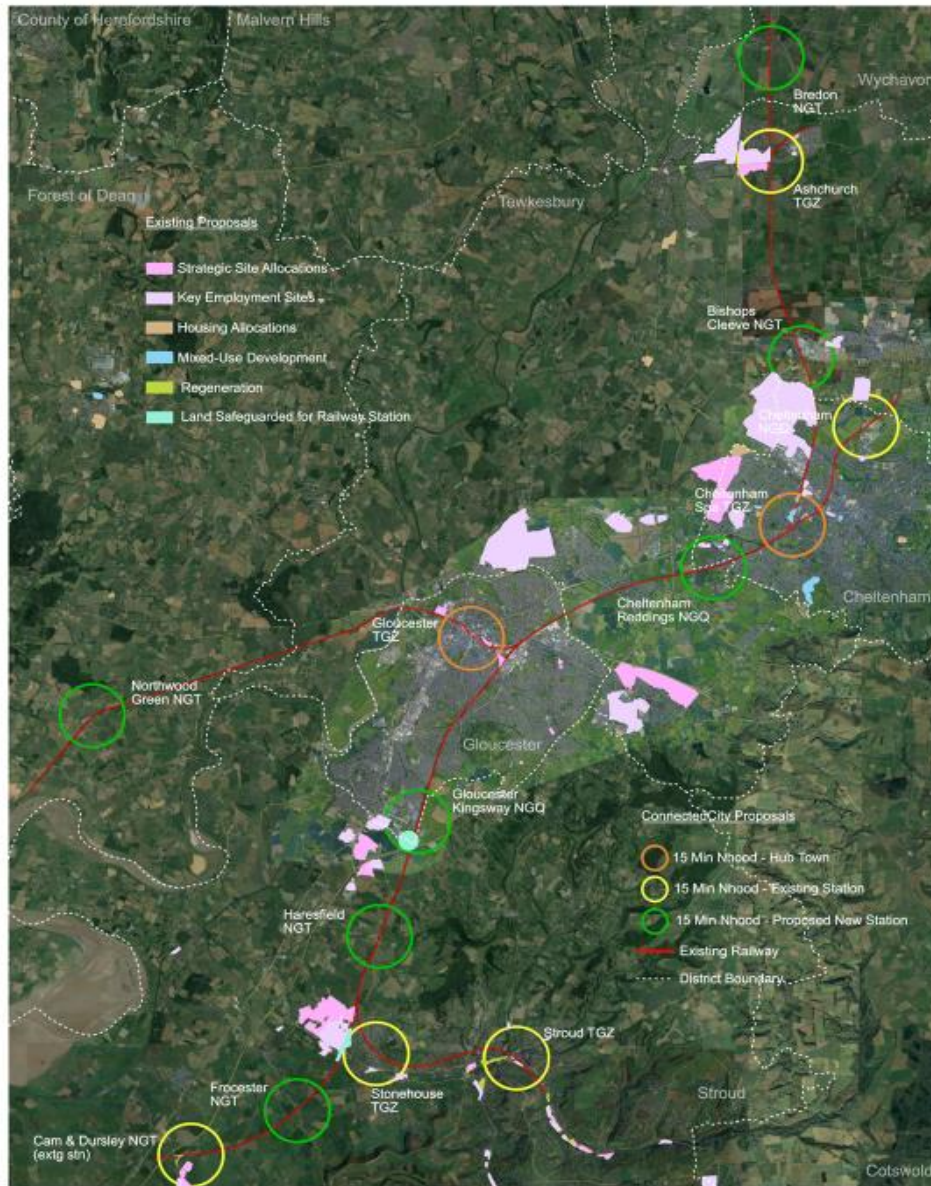 County of Herefordshire
Malvern Hills
Wychavon
Bredon
NGT
Forest of Dean
Tewkesbury
Ashchurch
TGZ
Existing Proposals
Strategic Site Allocations
Key Employment Sites
Housing Allocations
Mixed-Use Development
Regeneration
Land Safeguarded for Railway Station
Bishops
Cleeve NGT
Cheltenham
NGQ
Cheltenham
Spa TGZ
Cheltenham
Reddings NGQ
Cheltenham
Gloucester
TGZ
Northwood
Green NGT
Gloucester
Gloucester
Kingsway NGQ
ConnectedCity Proposals
15 Min Nhood - Hub Town
15 Min Nhood - Existing Station
15 Min Nhood - Proposed New Station
Existing Railway
District Boundary
Haresfield
NGT
Stroud TGZ
Stonehouse
TGZ
Frocester
NGT
Stroud
Cam & Dursley NGT
(extg stn)
Cotswold